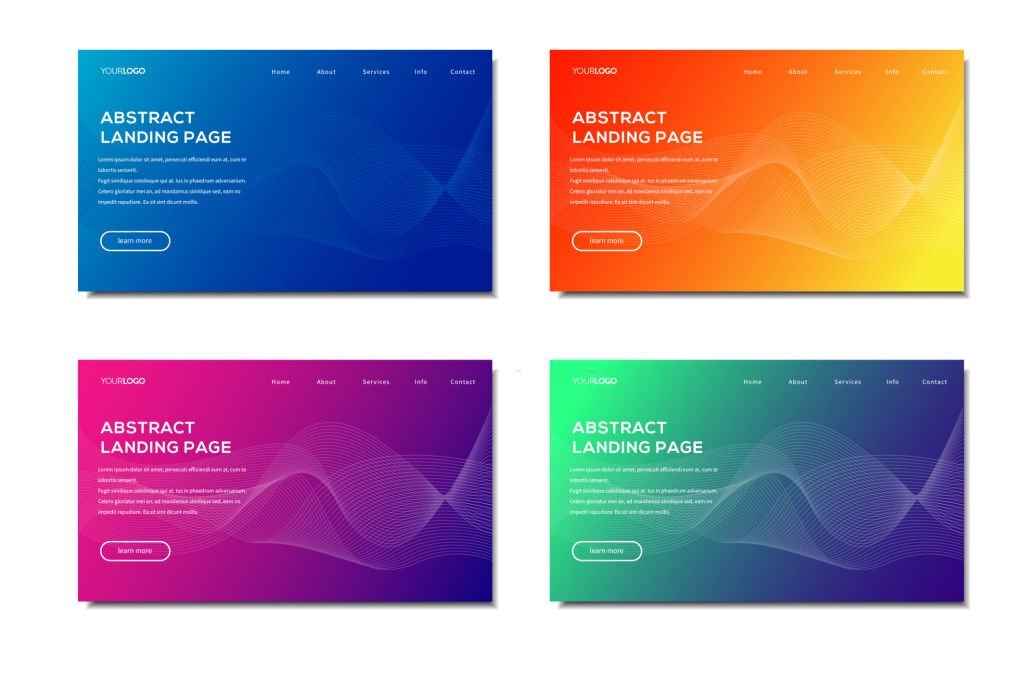 YOURLOGO
Home About Services Info Contact
ABSTRACT
LANDING PAGE
Lorem ipsum dolor sit amet, persecuti efficiendi eum at, cum te
lobortis senserit.
Fugit similique cotidieque qui at. Ius in phaedrum adversarium.
Cetero gloriatur mei an, ad mandamus similique sed, eam no
impedit repudiare. Ea sit sint dicunt mollis.
learn more
YOURLOGO
Home About Services Info Contact
ABSTRACT
LANDING PAGE
Lorem ipsum dolor sit amet, persecuti efficiendi eum at, cum te
lobortis senserit.
Fugit similique cotidieque qui at. Ius in phaedrum adversarium.
Cetero gloriatur mei an, ad mandamus similique sed, eam no
impedit repudiare. Ea sit sint dicunt mollis.
learn more
YOURLOGO
Home About Services Info Contact
ABSTRACT
LANDING PAGE
Lorem ipsum dolor sit amet, persecuti efficiendi eum at, cum te
lobortis senserit.
Fugit similique cotidieque qui at. Ius in phaedrum adversarium.
Cetero gloriatur mei an, ad mandamus similique sed, eam no
impedit repudiare. Ea sit sint dicunt mollis.
learn more
YOURLOGO
Home About Services Info Contact
ABSTRACT
LANDING PAGE
Lorem ipsum dolor sit amet, persecuti efficiendi eum at, cum te
lobortis senserit.
Fugit similique cotidieque qui at. Ius in phaedrum adversarium.
Cetero gloriatur mei an, ad mandamus similique sed, eam no
impedit repudiare. Ea sit sint dicunt mollis.
learn more